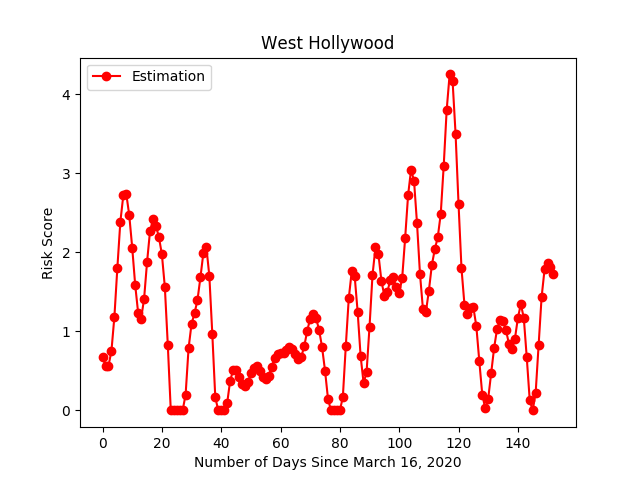 West Hollywood
Estimation
Risk Score
4
3
2
1
0
0 20 40 60 80 100 120 140
Number of Days Since March 16, 2020